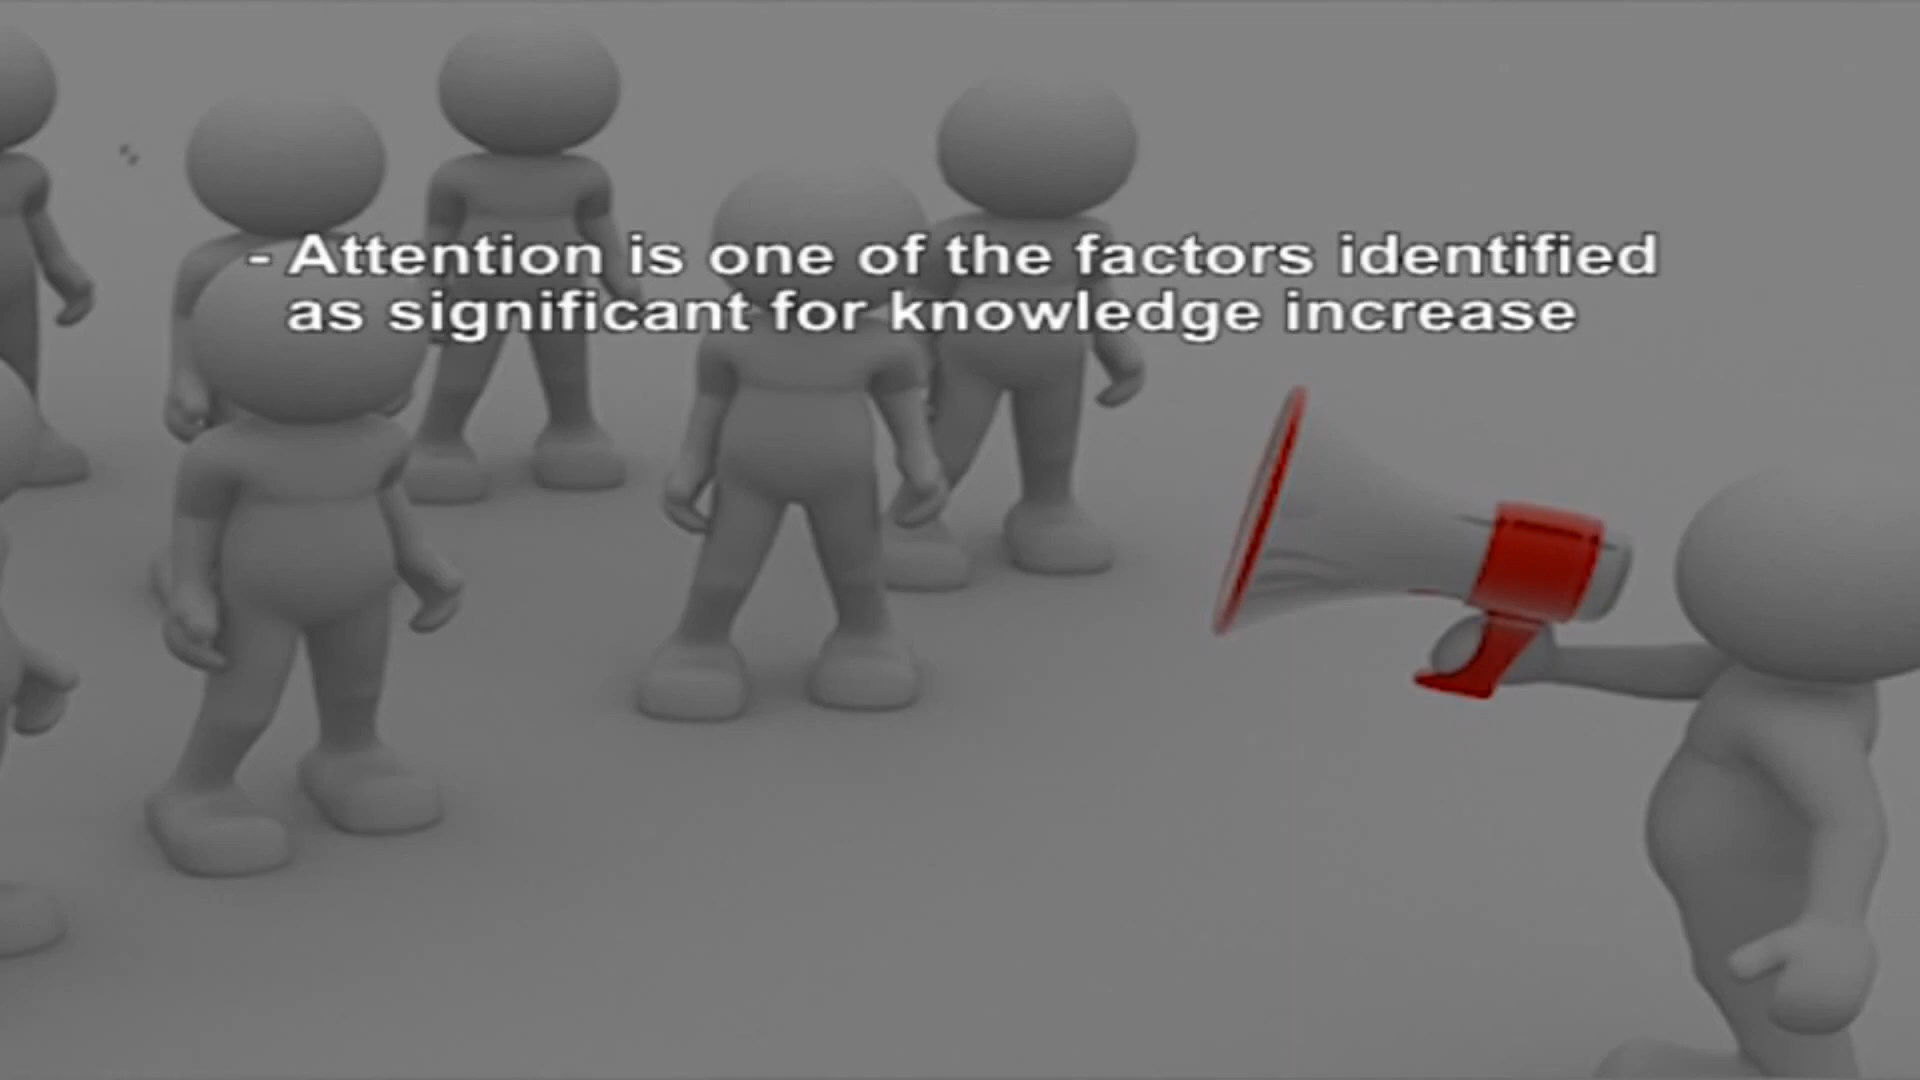 - Attention is one of the factors identified
as significant for knowledge increase